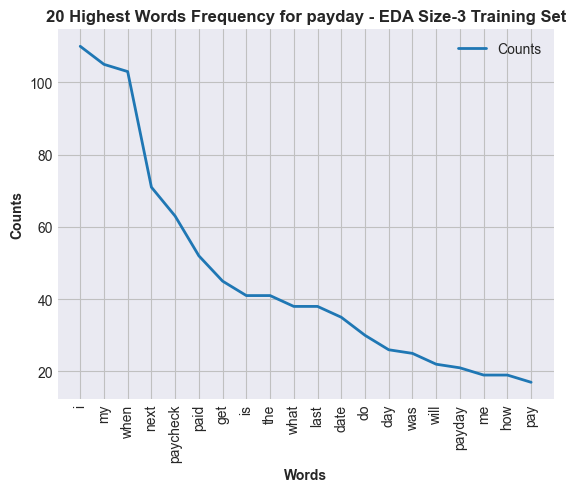 20 Highest Words Frequency for payday - EDA Size-3 Training Set
Counts
Counts
100
80
60
40
20
i
my
when
next
paycheck
paid
get
is
the
what
last
date
do
day
was
will
payday
me
how
pay
Words